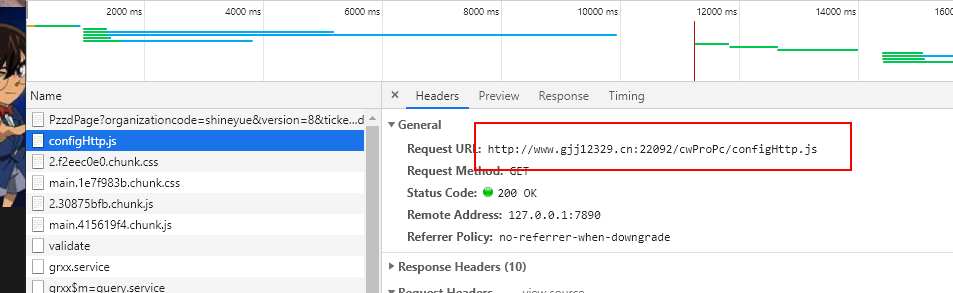 2000 ms 4000 ms 6000 ms 8000 ms 10000 ms 12000 ms 14000 ms 1600
Name
× Headers Preview Response Timing
PzzdPage?organizationcode=shineyue&version=8&ticke...d
configHttp.js
2.f2eec0e0.chunk.css
main.1e7f983b.chunk.css
2.30875bfb.chunk.js
main.415619f4.chunk.js
validate
grxx.service
grxx$m=query.service
General
Request URL: http://www.gjj12329.cn:22092/cwProPc/configHttp.js
Request Method: GET
Status Code: 200 OK
Remote Address: 127.0.0.1:7890
Referrer Policy: no-referrer-when-downgrade
Response Headers (10)
Request Headers view source